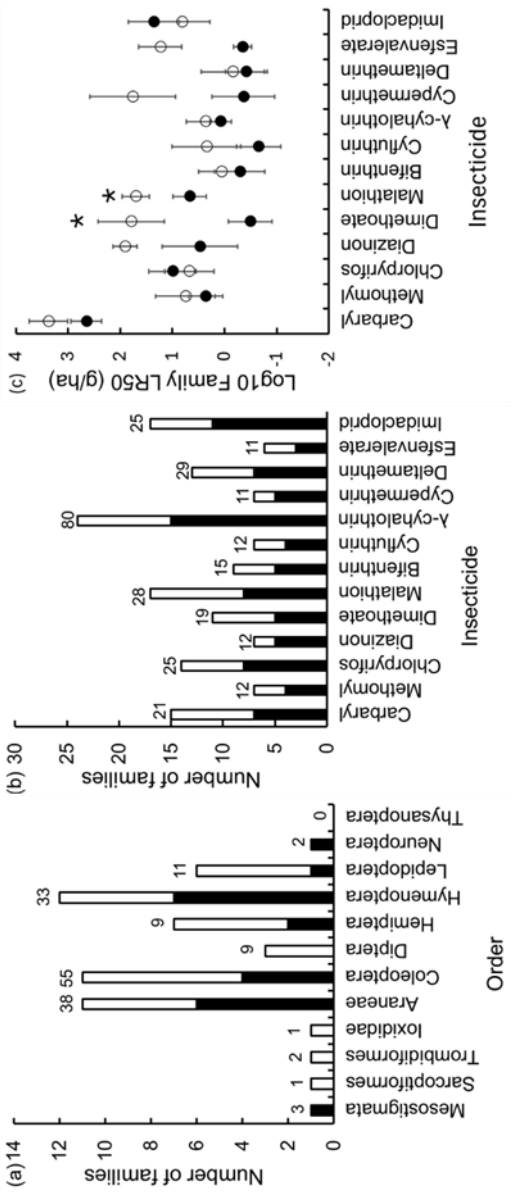 (a)
14
12
10
8
6
4
2
0
Number of families
3
1
2
1
38
55
9
9
33
11
2
0
Mesostigmata
Sarcoptiformes
Trombidiformes
Ioxididae
Araneae
Coleoptera
Diptera
Hemiptera
Hymenoptera
Lepidoptera
Neuroptera
Thysanoptera
Order
(b)
30
25
20
15
10
5
0
Number of families
21
12
25
12
19
28
15
12
80
11
29
11
25
Carbaryl
Methomyl
Chlorpyrifos
Diazinon
Dimethoate
Malathion
Bifenthrin
Cyfluthrin
λ-cyhalothrin
Cypermethrin
Deltamethrin
Esfenvalerate
Imidacloprid
Insecticide
(c)
4
3
2
1
0
-1
-2
Log10 Family LR50 (g/ha)
*
*
Carbaryl
Methomyl
Chlorpyrifos
Diazinon
Dimethoate
Malathion
Bifenthrin
Cyfluthrin
λ-cyhalothrin
Cypermethrin
Deltamethrin
Esfenvalerate
Imidacloprid
Insecticide